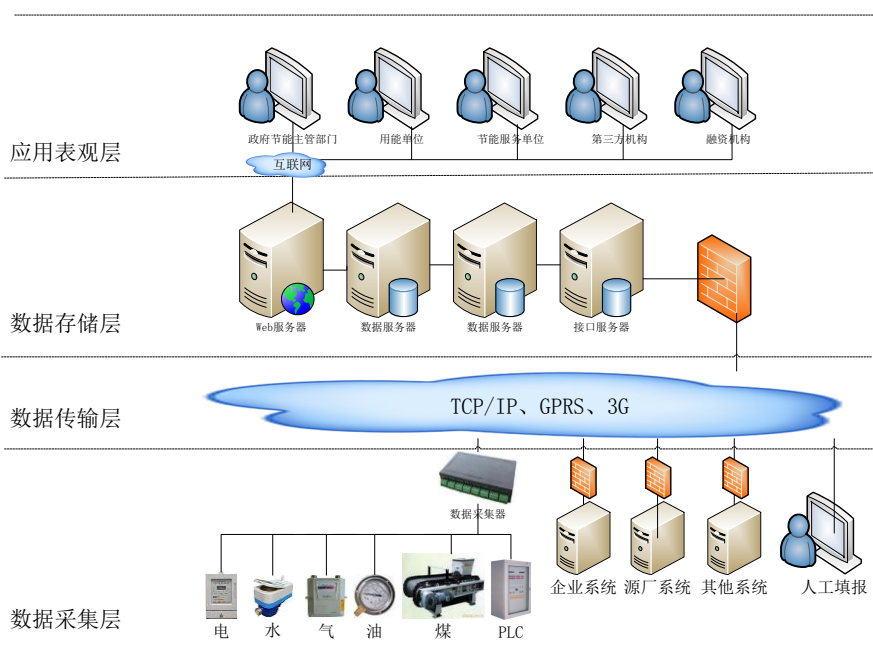 政府节能主管部门
用能单位
节能服务单位
第三方机构
融资机构
应用表观层
互联网
Web服务器
数据服务器
数据服务器
接口服务器
数据存储层
TCP/IP、GPRS、3G
数据传输层
数据采集器
企业系统
源厂系统
其他系统
人工填报
数据采集层
电
水
气
油
煤
PLC